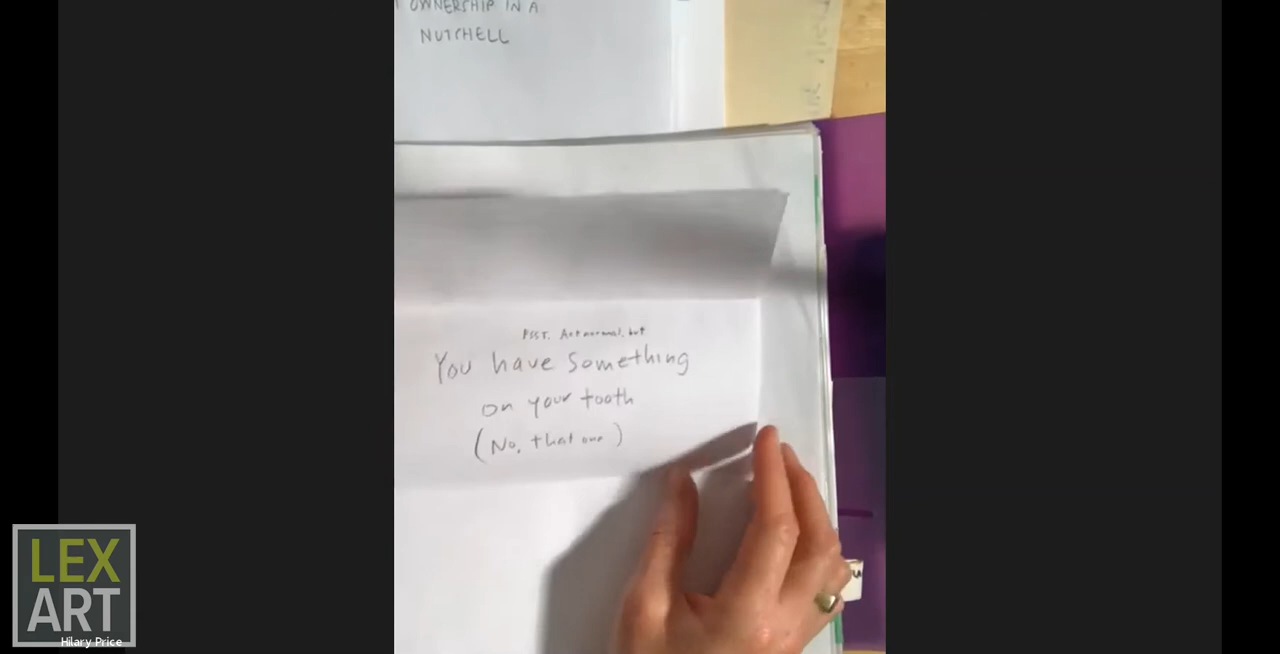 OWNERSHIP IN A
NUTSHELL
PSST. Act normal, but
You have something
on your tooth
(No, that one)
LEX
ART
Hilary Price